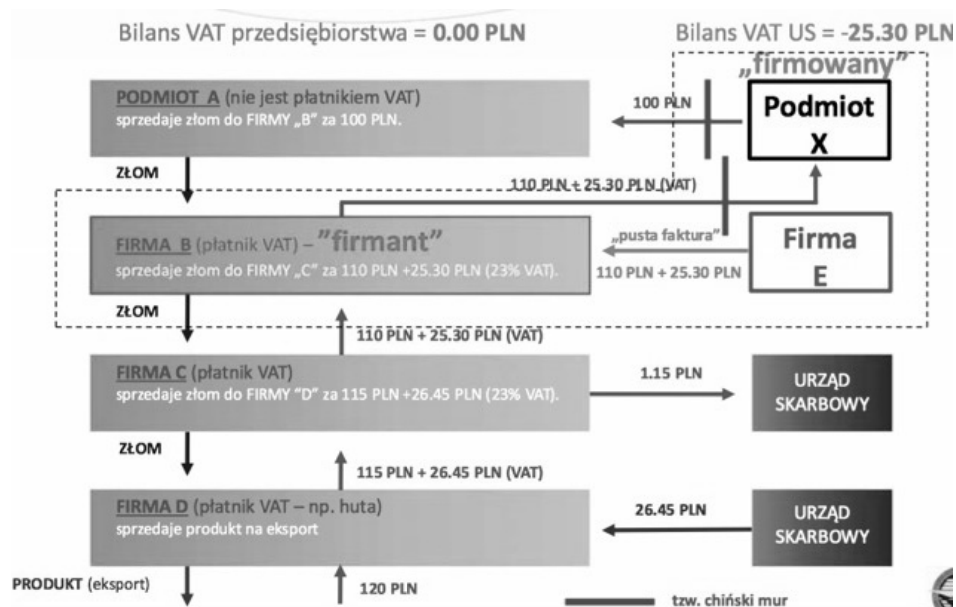 Bilans VAT przedsiębiorstwa = 0.00 PLN
Bilans VAT US = -25.30 PLN
„firmowany”
PODMIOT A (nie jest płatnikiem VAT)
sprzedaje złom do FIRMY „B” za 100 PLN.
100 PLN
Podmiot
X
ZŁOM
110 PLN + 25.30 PLN (VAT)
FIRMA B (płatnik VAT) – ”firmant”
sprzedaje złom do FIRMY „C” za 110 PLN +25.30 PLN (23% VAT).
„pusta faktura”
110 PLN + 25.30 PLN
Firma
E
ZŁOM
110 PLN + 25.30 PLN (VAT)
FIRMA C (płatnik VAT)
sprzedaje złom do FIRMY ”D” za 115 PLN +26.45 PLN (23% VAT).
1.15 PLN
URZĄD
SKARBOWY
ZŁOM
115 PLN + 26.45 PLN (VAT)
FIRMA D (płatnik VAT – np. huta)
sprzedaje produkt na eksport
26.45 PLN
URZĄD
SKARBOWY
PRODUKT (eksport)
120 PLN
tzw. chiński mur